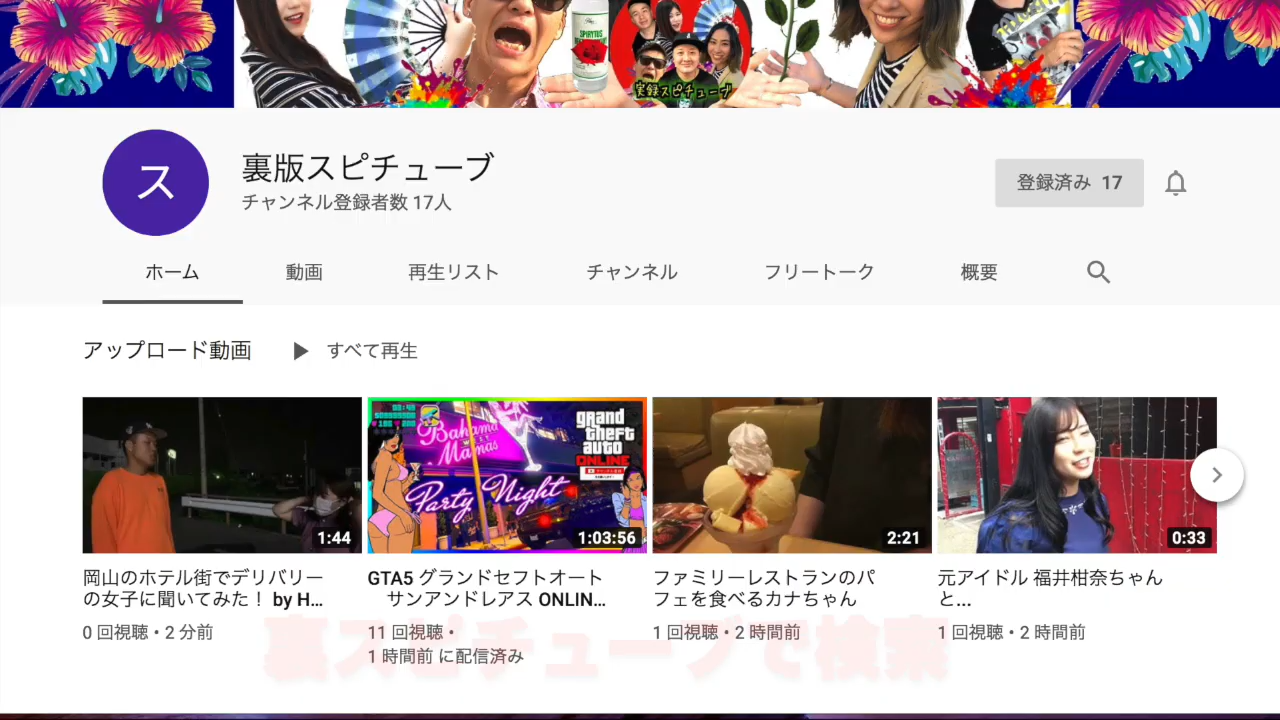 SPIRYTUS
実録スピチューブ
ス
裏版スピチューブ
チャンネル登録者数 17人
登録済み 17
ホーム
動画
再生リスト
チャンネル
フリートーク
概要
アップロード動画
すべて再生
1:44
Bahama
Mamas
Party Night
grand
theft
auto
ONLINE
1:03:56
2:21
0:33
岡山のホテル街でデリバリー
の女子に聞いてみた！ by H...
0 回視聴・2 分前
GTA5 グランドセフトオート
サンアンドレアス ONLIN...
11 回視聴・
1 時間前 に配信済み
ファミリーレストランのパ
フェを食べるカナちゃん
1 回視聴・2 時間前
元アイドル 福井柑奈ちゃん
と...
1 回視聴・2 時間前
裏スピチューブで検索